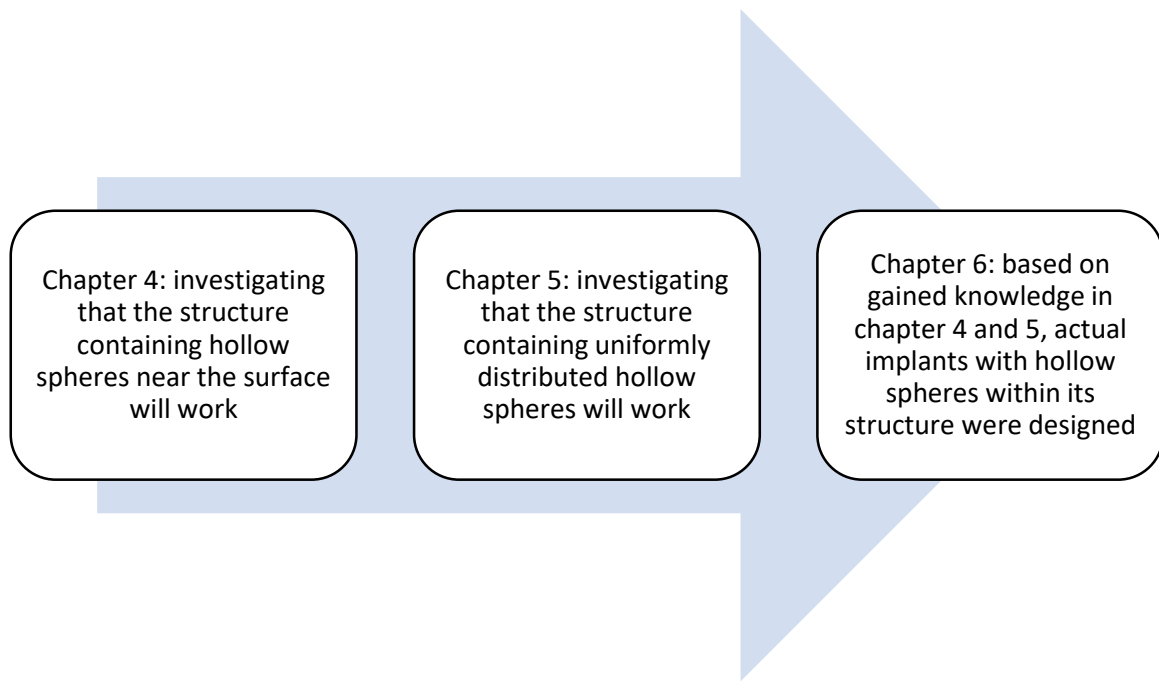 Chapter 4: investigating
that the structure
containing hollow
spheres near the surface
will work
Chapter 5: investigating
that the structure
containing uniformly
distributed hollow
spheres will work
Chapter 6: based on
gained knowledge in
chapter 4 and 5, actual
implants with hollow
spheres within its
structure were designed